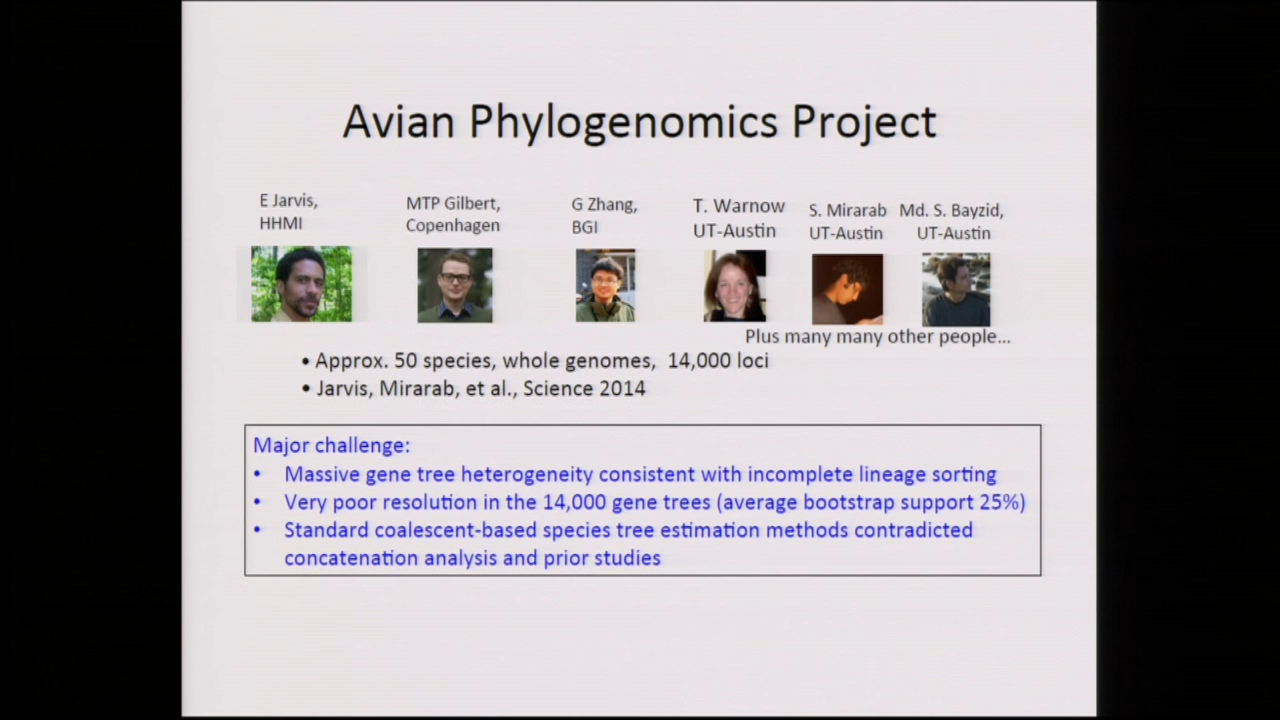 Avian Phylogenomics Project
E Jarvis,
HHMI
MTP Gilbert,
Copenhagen
G Zhang,
BGI
T. Warnow
UT-Austin
S. Mirarab
UT-Austin
Md. S. Bayzid,
UT-Austin
Plus many many other people...
• Approx. 50 species, whole genomes, 14,000 loci
• Jarvis, Mirarab, et al., Science 2014
Major challenge:
• Massive gene tree heterogeneity consistent with incomplete lineage sorting
• Very poor resolution in the 14,000 gene trees (average bootstrap support 25%)
• Standard coalescent-based species tree estimation methods contradicted
concatenation analysis and prior studies